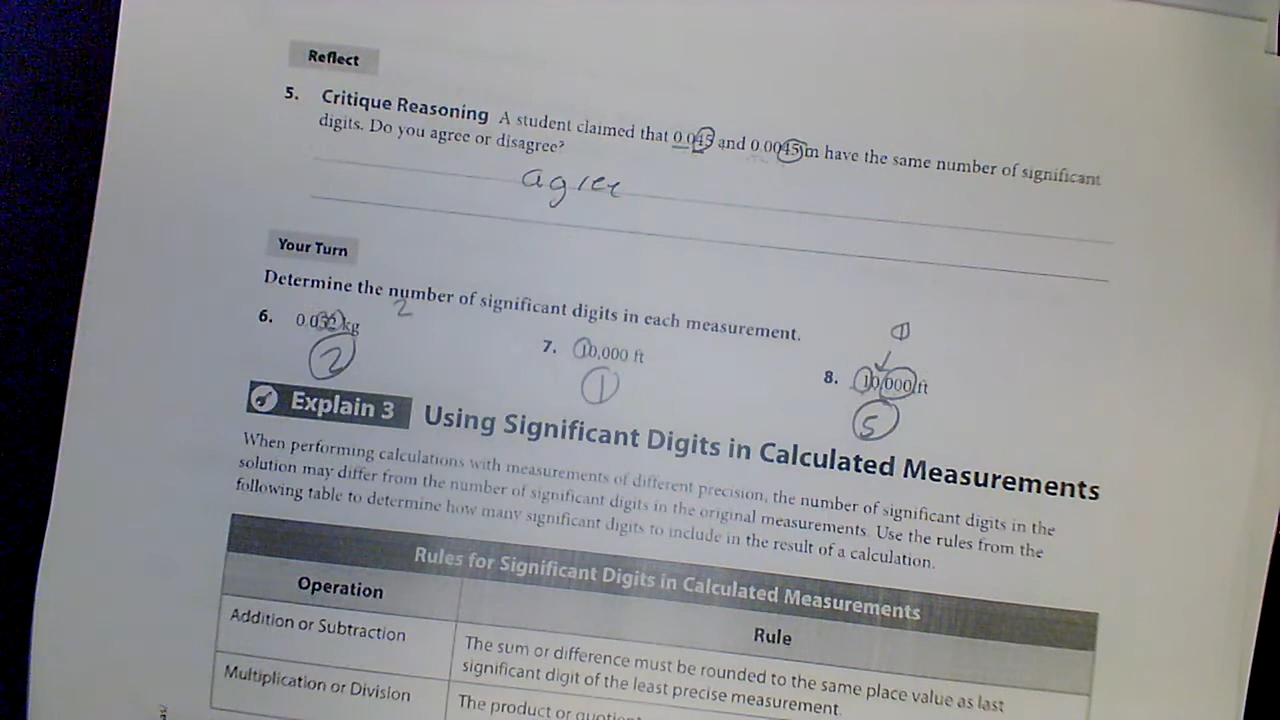 Reflect
5. Critique Reasoning A student claimed that 0.045 and 0.0045 m have the same number of significant
digits. Do you agree or disagree?
agree
Your Turn
Determine the number of significant digits in each measurement.
2
6. 0.032 kg
2
7. 10,000 ft
1
8. 10,000 ft
5
Explain 3 Using Significant Digits in Calculated Measurements
When performing calculations with measurements of different precision, the number of significant digits in the
solution may differ from the number of significant digits in the original measurements. Use the rules from the
following table to determine how many significant digits to include in the result of a calculation.
Rules for Significant Digits in Calculated Measurements
Operation Rule
Addition or Subtraction
The sum or difference must be rounded to the same place value as last
significant digit of the least precise measurement.
Multiplication or Division
The product or